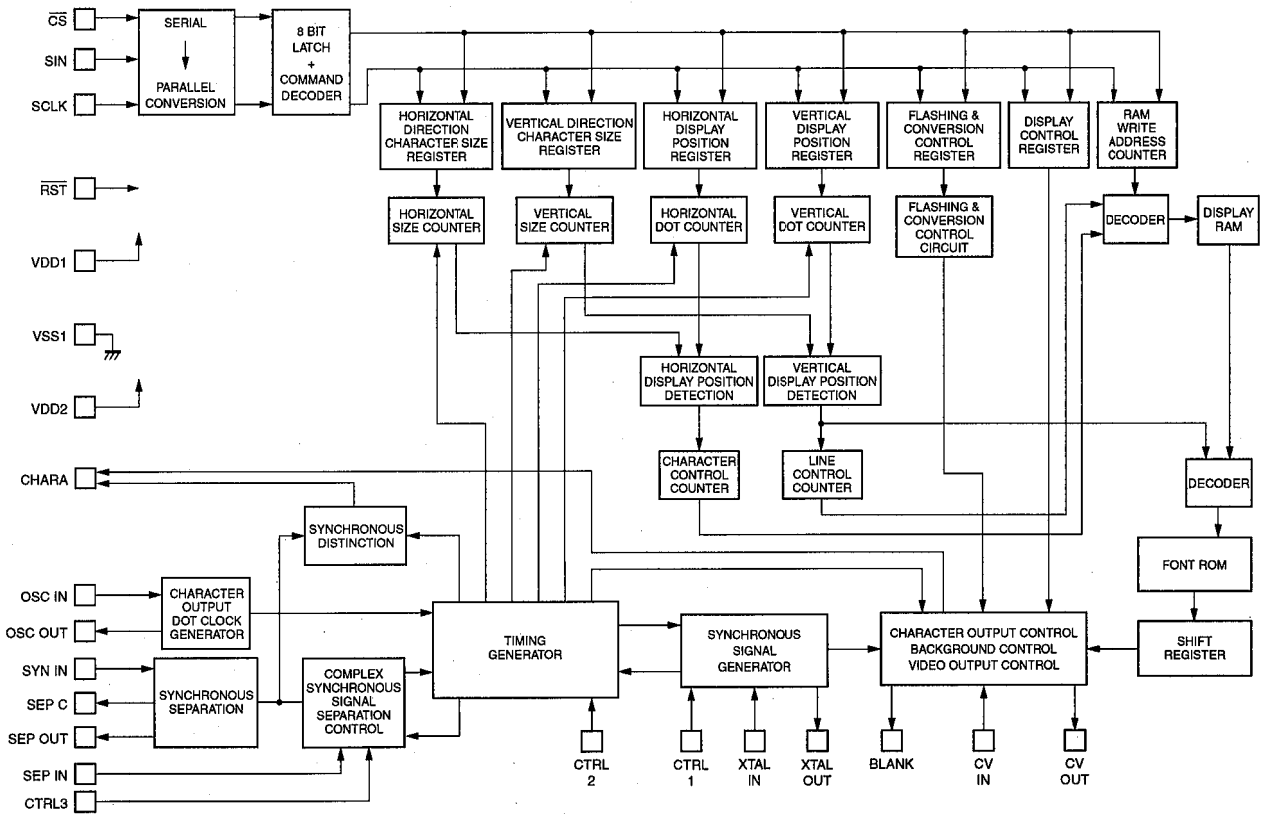 CS
SIN
SCLK
SERIAL
PARALLEL
CONVERSION
8 BIT
LATCH
+
COMMAND
DECODER
HORIZONTAL
DIRECTION
CHARACTER SIZE
REGISTER
VERTICAL DIRECTION
CHARACTER SIZE
REGISTER
HORIZONTAL
DISPLAY
POSITION
REGISTER
VERTICAL
DISPLAY
POSITION
REGISTER
FLASHING &
CONVERSION
CONTROL
REGISTER
DISPLAY
CONTROL
REGISTER
RAM
WRITE
ADDRESS
COUNTER
RST
HORIZONTAL
SIZE COUNTER
VERTICAL
SIZE COUNTER
HORIZONTAL
DOT COUNTER
VERTICAL
DOT COUNTER
FLASHING &
CONVERSION
CONTROL
CIRCUIT
DECODER
DISPLAY
RAM
VDD1
VSS1
VDD2
HORIZONTAL
DISPLAY POSITION
DETECTION
VERTICAL
DISPLAY POSITION
DETECTION
CHARA
CHARACTER
CONTROL
COUNTER
LINE
CONTROL
COUNTER
DECODER
SYNCHRONOUS
DISTINCTION
FONT ROM
OSC IN
OSC OUT
CHARACTER
OUTPUT
DOT CLOCK
GENERATOR
TIMING
GENERATOR
SYNCHRONOUS
SIGNAL
GENERATOR
CHARACTER OUTPUT CONTROL
BACKGROUND CONTROL
VIDEO OUTPUT CONTROL
SHIFT
REGISTER
SYN IN
SEP C
SEP OUT
SYNCHRONOUS
SEPARATION
COMPLEX
SYNCHRONOUS
SIGNAL
SEPARATION
CONTROL
SEP IN
CTRL3
CTRL
2
CTRL
1
XTAL
IN
XTAL
OUT
BLANK
CV
IN
CV
OUT